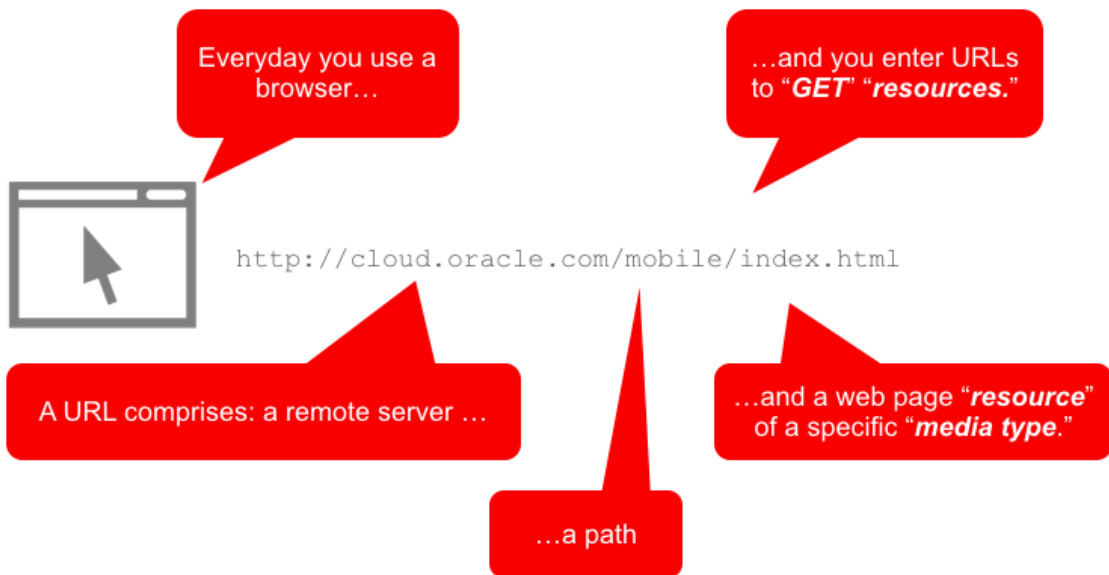 Everyday you use a
browser…
…and you enter URLs
to “GET” “resources.”
http://cloud.oracle.com/mobile/index.html
A URL comprises: a remote server …
…a path
…and a web page “resource”
of a specific “media type.”